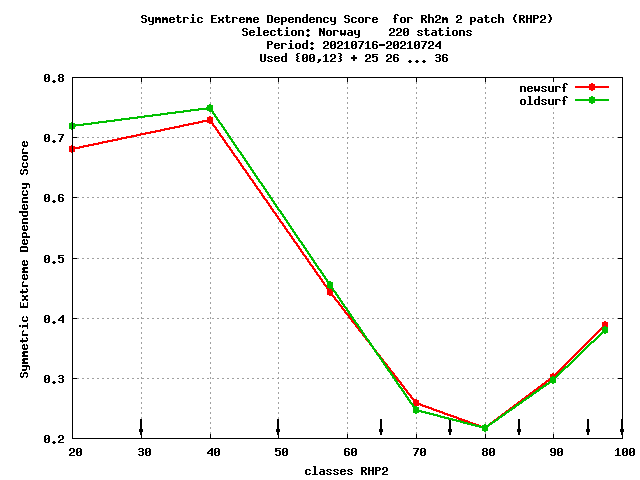 Symmetric Extreme Dependency Score  for Rh2m 2 patch (RHP2)
Selection: Norway    220 stations
Period: 20210716-20210724
Used {00,12} + 25 26 ... 36
newsurf
oldsurf
Symmetric Extreme Dependency Score
0.8
0.7
0.6
0.5
0.4
0.3
0.2
20 30 40 50 60 70 80 90 100
classes RHP2